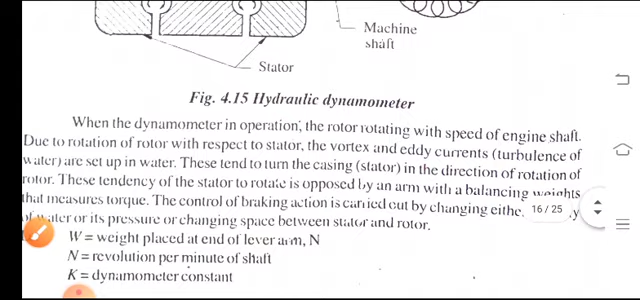 Machine
shaft
Stator
Fig. 4.15 Hydraulic dynamometer
When the dynamometer in operation, the rotor rotating with speed of engine shaft.
Due to rotation of rotor with respect to stator, the vortex and eddy currents (turbulence of
water) are set up in water. These tend to turn the casing (stator) in the direction of rotation of
rotor. These tendency of the stator to rotate is opposed by an arm with a balancing weights
that measures torque. The control of braking action is carried out by changing eithe
16/25
y
of water or its pressure or changing space between stator and rotor.
W = weight placed at end of lever arm, N
N = revolution per minute of shaft
K = dynamometer constant